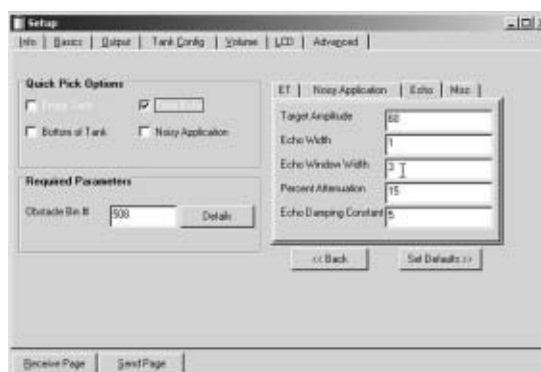 Setup
Info | Basics | Output | Tank Config | Volume | LCD | Advanced
Quick Pick Options
Bottom of Tank
Noisy Application
Required Parameters
Obstacle Bin #
508
Details
ET | Noisy Application | Echo | Misc.
Target Amplitude 60
Echo Width 1
Echo Window Width 3
Percent Attenuation 15
Echo Damping Constant 5
<< Back
Set Defaults >>
Receive Page
Send Page